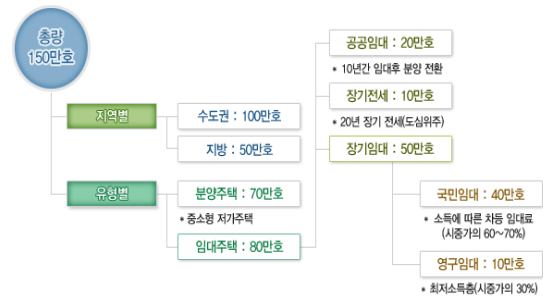 총량
150만호
지역별
수도권 : 100만호
지방 : 50만호
유형별
분양주택 : 70만호
* 중소형 저가주택
임대주택 : 80만호
공공임대 : 20만호
* 10년간 임대후 분양 전환
장기전세 : 10만호
* 20년 장기 전세(도심위주)
장기임대 : 50만호
국민임대 : 40만호
* 소득에 따른 차등 임대료
(시중가의 60~70%)
영구임대 : 10만호
* 최저소득층(시중가의 30%)